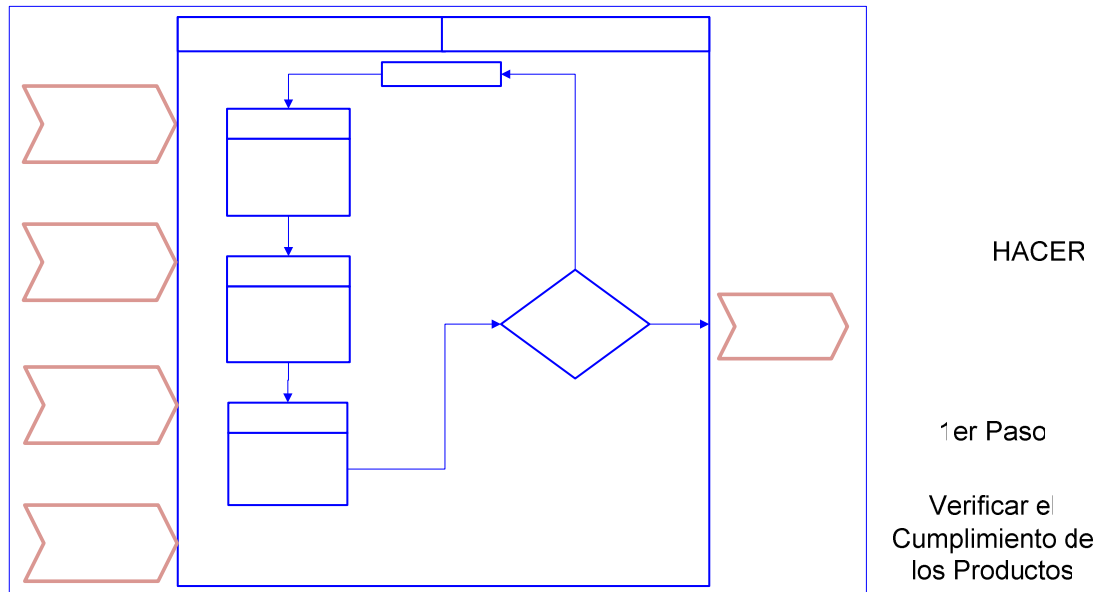 HACER
1er Paso
Verificar el
Cumplimiento de
los Productos